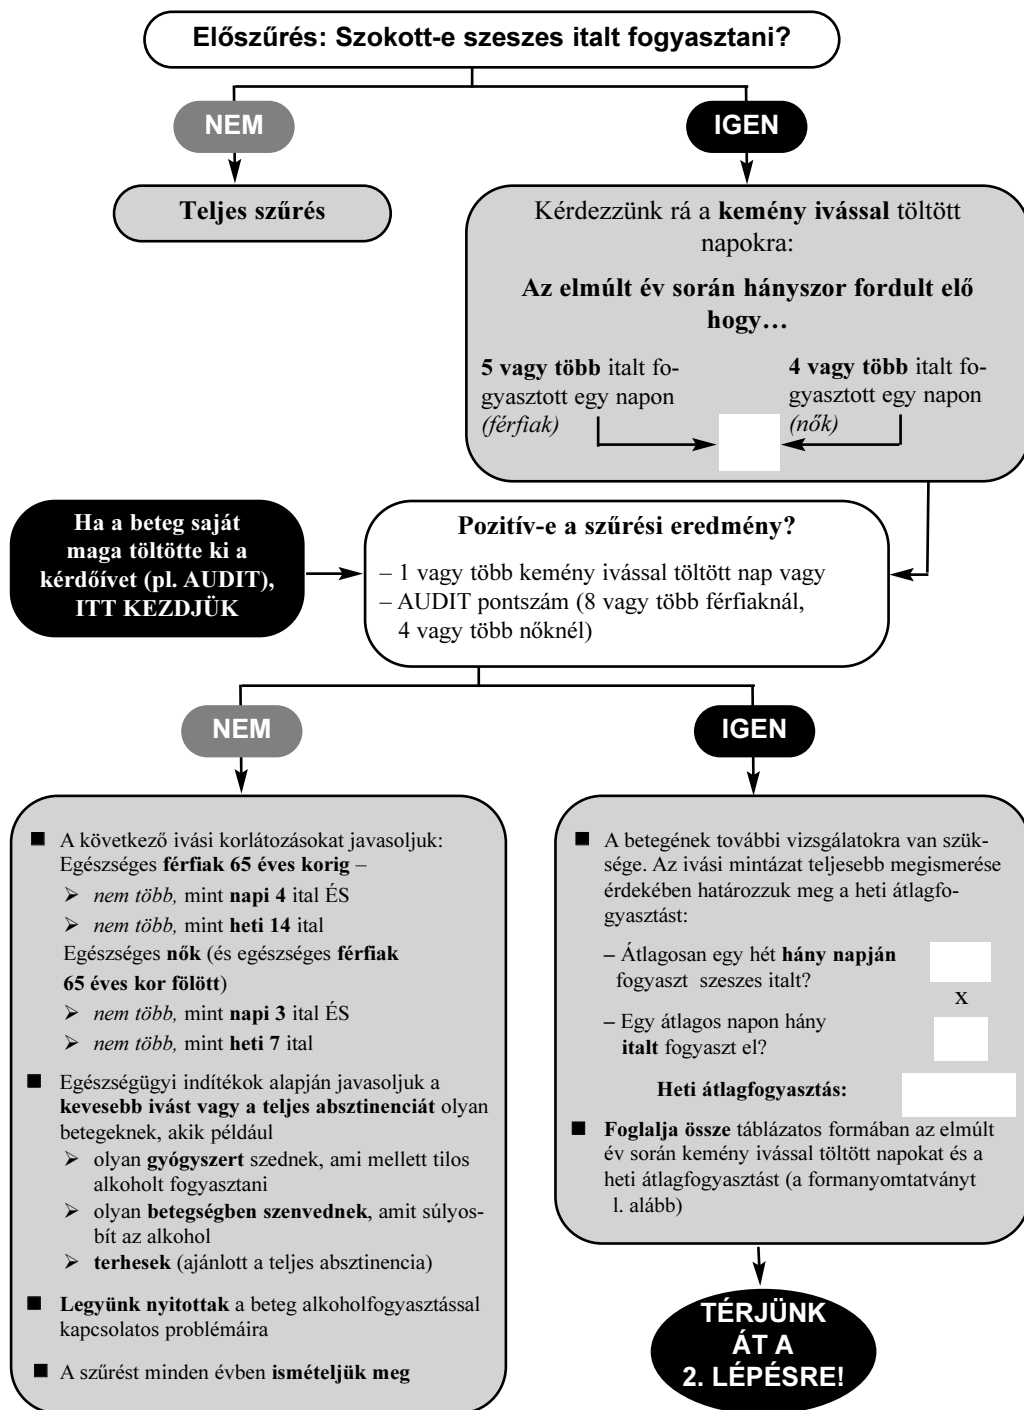 Előszűrés: Szokott-e szeszes italt fogyasztani?
NEM
IGEN
Teljes szűrés
Kérdezzünk rá a kemény ivással töltött
napokra:
Az elmúlt év során hányszor fordult elő
hogy…
5 vagy több italt fo-
gyasztott egy napon
(férfiak)
4 vagy több italt fo-
gyasztott egy napon
(nők)
Ha a beteg saját
maga töltötte ki a
kérdőívet (pl. AUDIT),
ITT KEZDJÜK
Pozitív-e a szűrési eredmény?
– 1 vagy több kemény ivással töltött nap vagy
– AUDIT pontszám (8 vagy több férfiaknál,
4 vagy több nőknél)
NEM
IGEN
■ A következő ivási korlátozásokat javasoljuk:
Egészséges férfiak 65 éves korig –
➢ nem több, mint napi 4 ital ÉS
➢ nem több, mint heti 14 ital
Egészséges nők (és egészséges férfiak
65 éves kor fölött)
➢ nem több, mint napi 3 ital ÉS
➢ nem több, mint heti 7 ital
■ Egészségügyi indítékok alapján javasoljuk a
kevesebb ivást vagy a teljes absztinenciát olyan
betegeknek, akik például
➢ olyan gyógyszert szednek, ami mellett tilos
alkoholt fogyasztani
➢ olyan betegségben szenvednek, amit súlyos-
bít az alkohol
➢ terhesek (ajánlott a teljes absztinencia)
■ Legyünk nyitottak a beteg alkoholfogyasztással
kapcsolatos problémáira
■ A szűrést minden évben ismételjük meg
■ A betegének további vizsgálatokra van szük-
sége. Az ivási mintázat teljesebb megismerése
érdekében határozzuk meg a heti átlagfo-
gyasztást:
– Átlagosan egy hét hány napján
fogyaszt szeszes italt?
x
– Egy átlagos napon hány
italt fogyaszt el?
Heti átlagfogyasztás:
■ Foglalja össze táblázatos formában az elmúlt
év során kemény ivással töltött napokat és a
heti átlagfogyasztást (a formanyomtatványt
l. alább)
TÉRJÜNK
ÁT A
2. LÉPÉSRE!